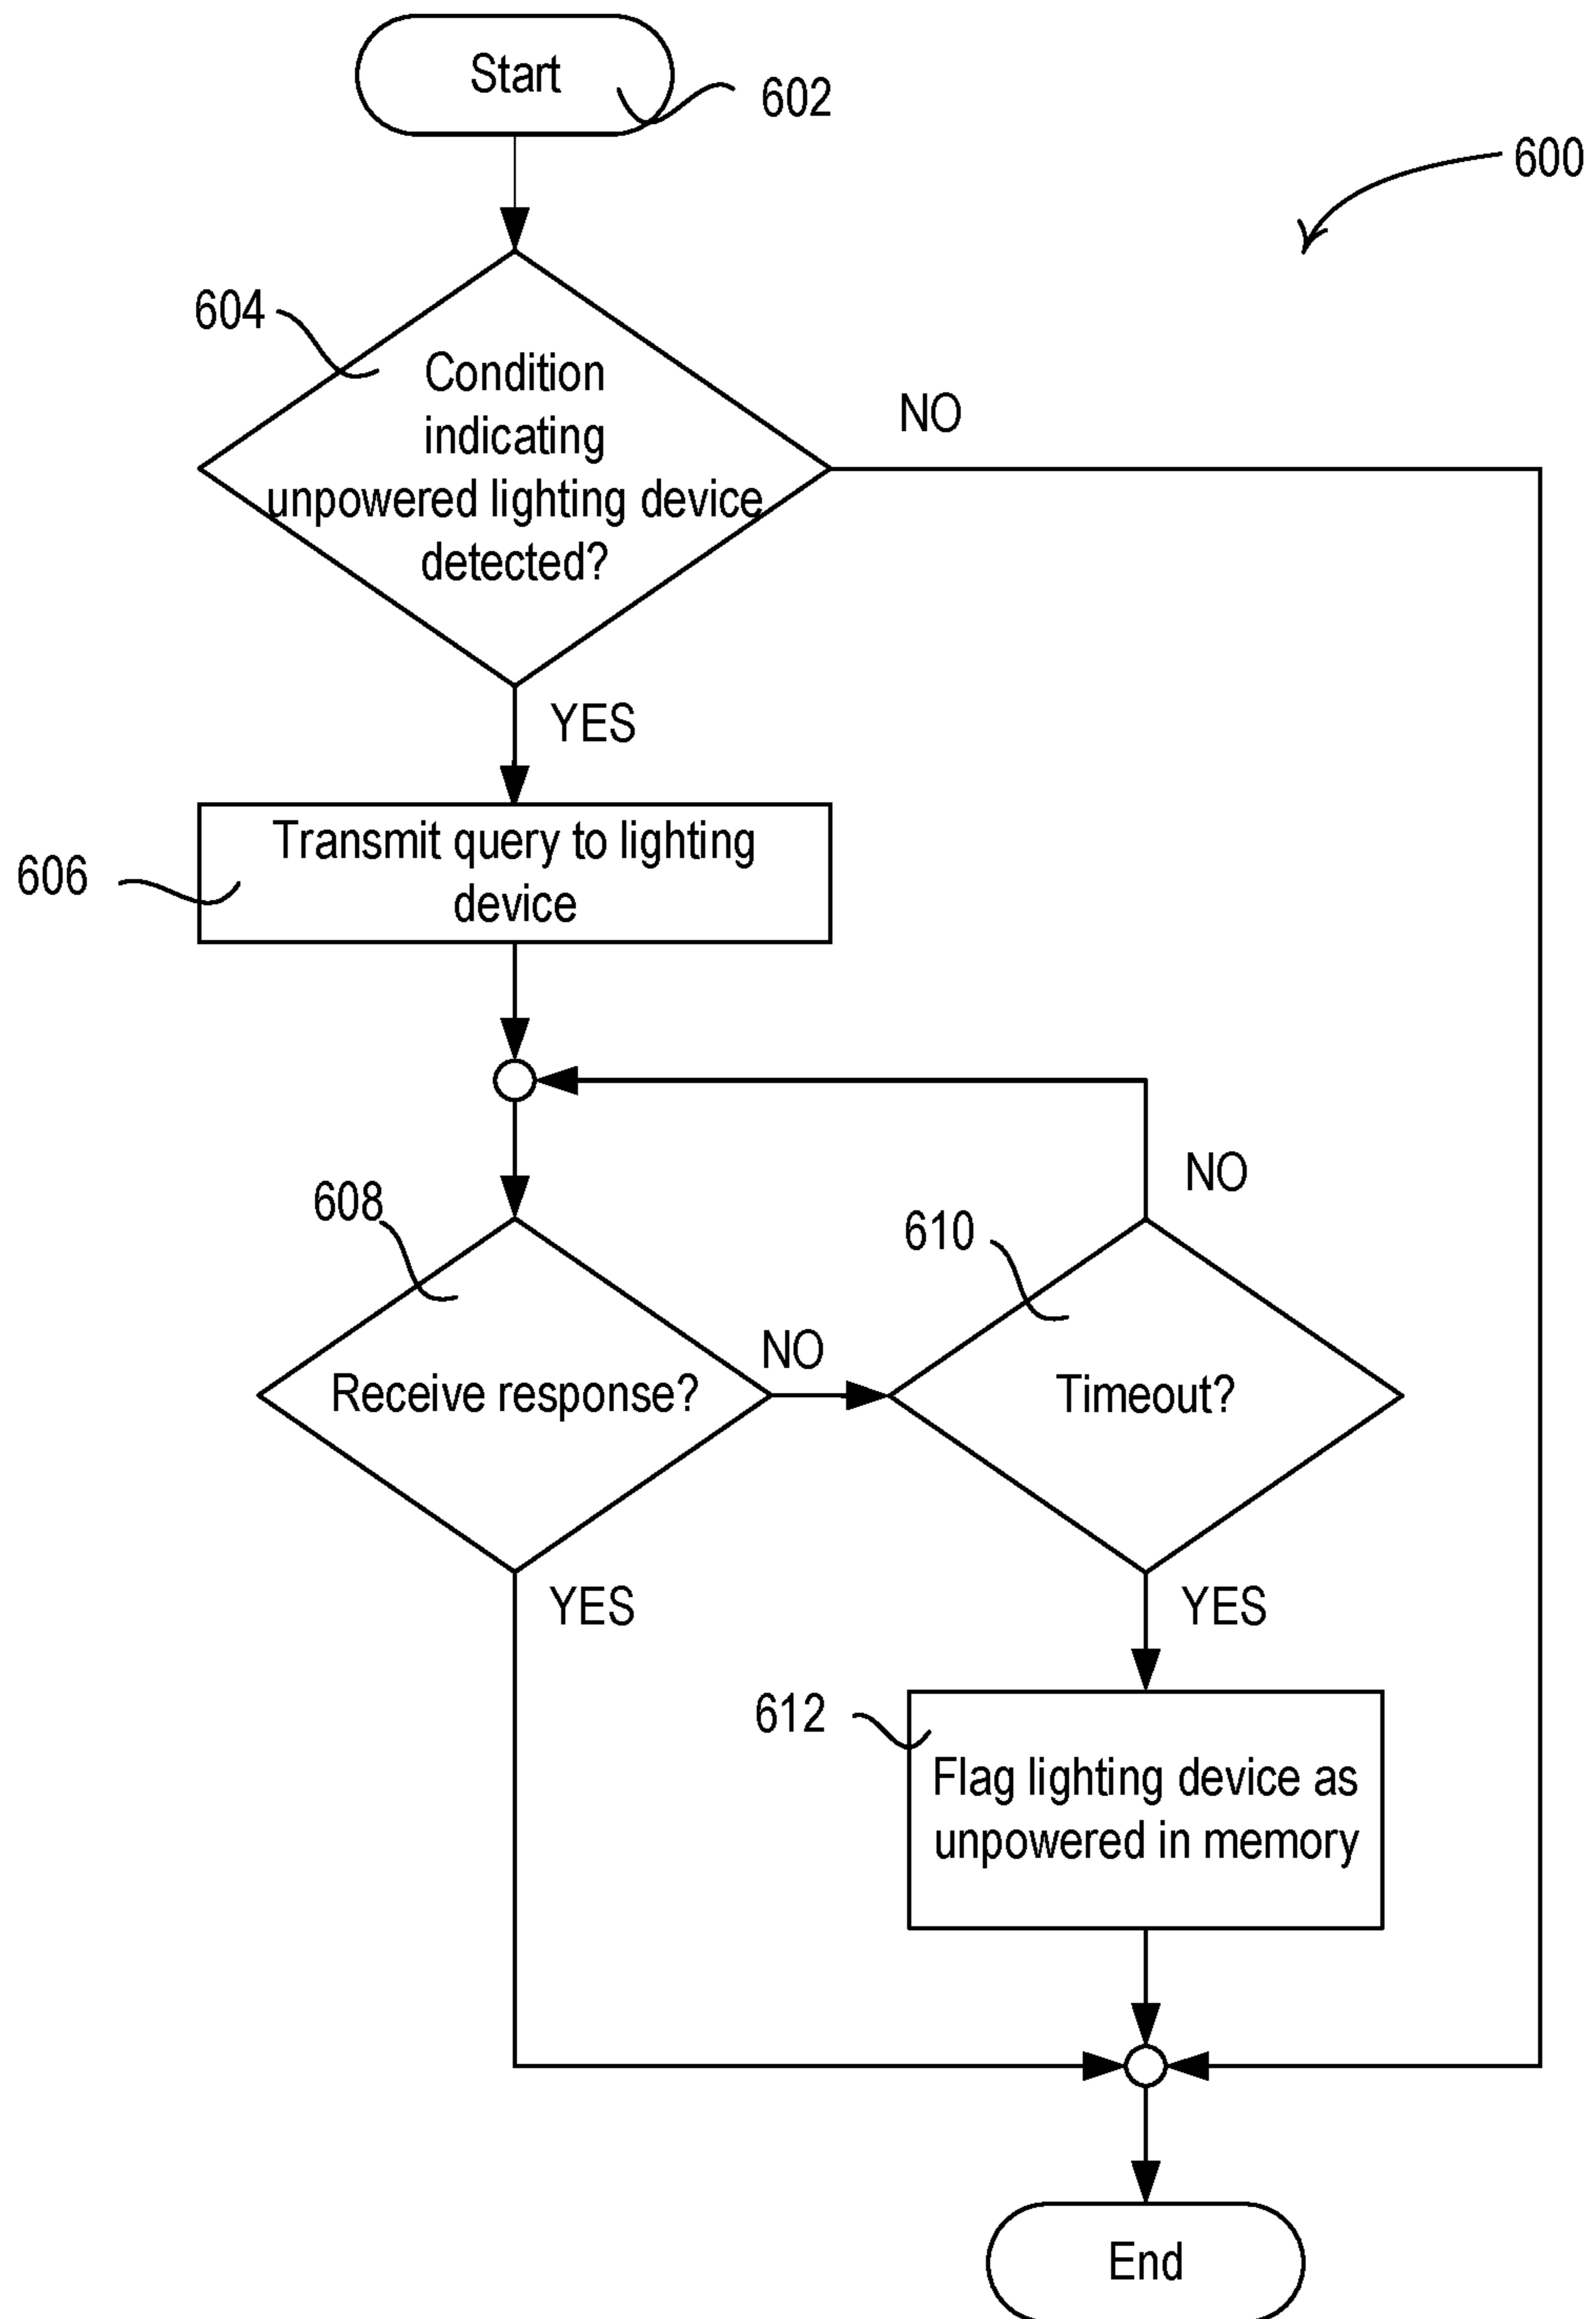 Start
602
600
604
Condition
indicating
unpowered lighting device
detected?
NO
YES
606
Transmit query to lighting
device
NO
608
610
NO
Receive response?
Timeout?
YES
YES
612
Flag lighting device as
unpowered in memory
End